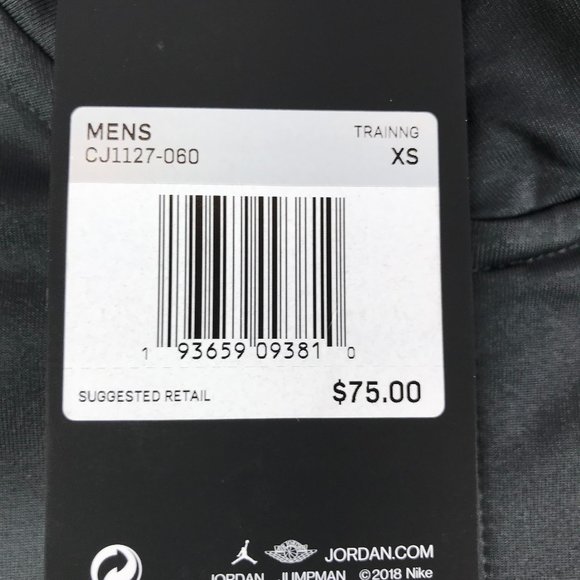 MENS TRAINNG
CJ1127-060 XS
1 93659 09381 0
SUGGESTED RETAIL $75.00
JORDAN.COM
JORDAN JUMPMAN ©2018 Nike